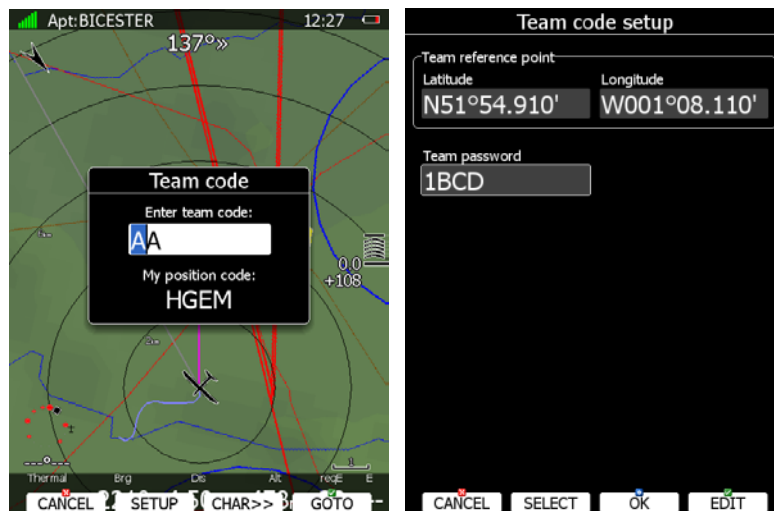 Apt:BICESTER 12:27
137°»
Team code
Enter team code:
AA
My position code:
HGEM
0.0
+108
1
Thermal Brg Dis Alt reqE E
CANCEL SETUP CHAR>> GOTO
Team code setup
Team reference point
Latitude Longitude
N51°54.910' W001°08.110'
Team password
1BCD
CANCEL SELECT OK EDIT